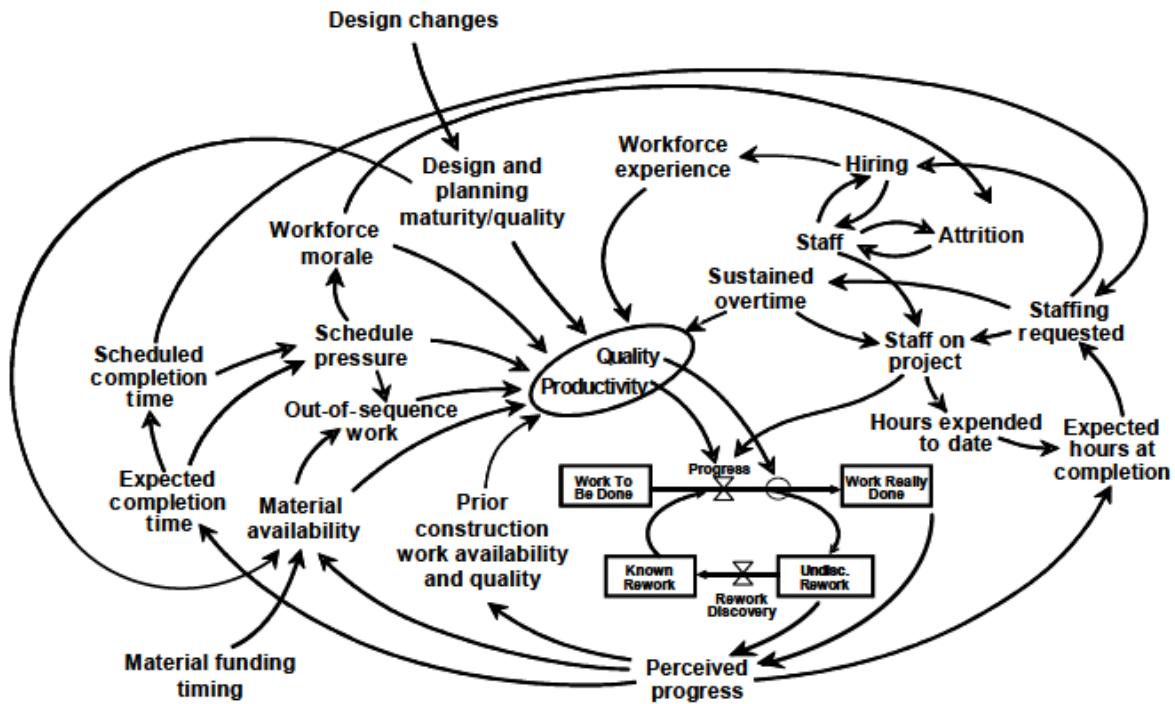 Design changes
Design and
planning
maturity/quality
Workforce
experience
Hiring
Workforce
morale
Staff
Attrition
Sustained
overtime
Staffing
requested
Schedule
pressure
Scheduled
completion
time
Quality
Productivity
Staff on
project
Out-of-sequence
work
Hours expended
to date
Expected
hours at
completion
Expected
completion
time
Material
availability
Prior
construction
work availability
and quality
Progress
Work To
Be Done
Work Really
Done
Known
Rework
Undisc.
Rework
Rework
Discovery
Material funding
timing
Perceived
progress